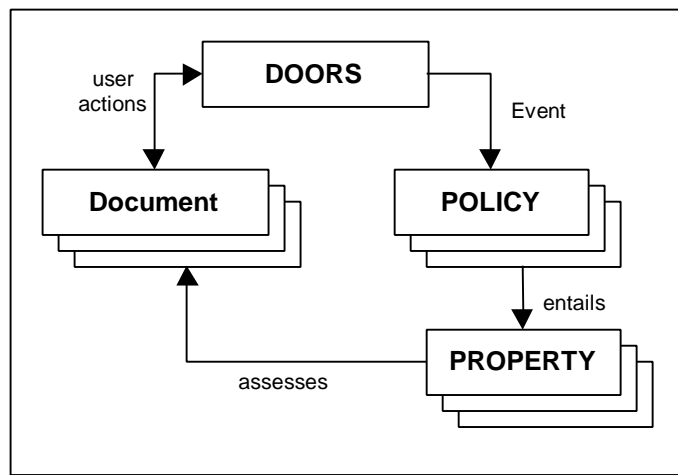 DOORS
user
actions
Event
Document
POLICY
entails
PROPERTY
assesses